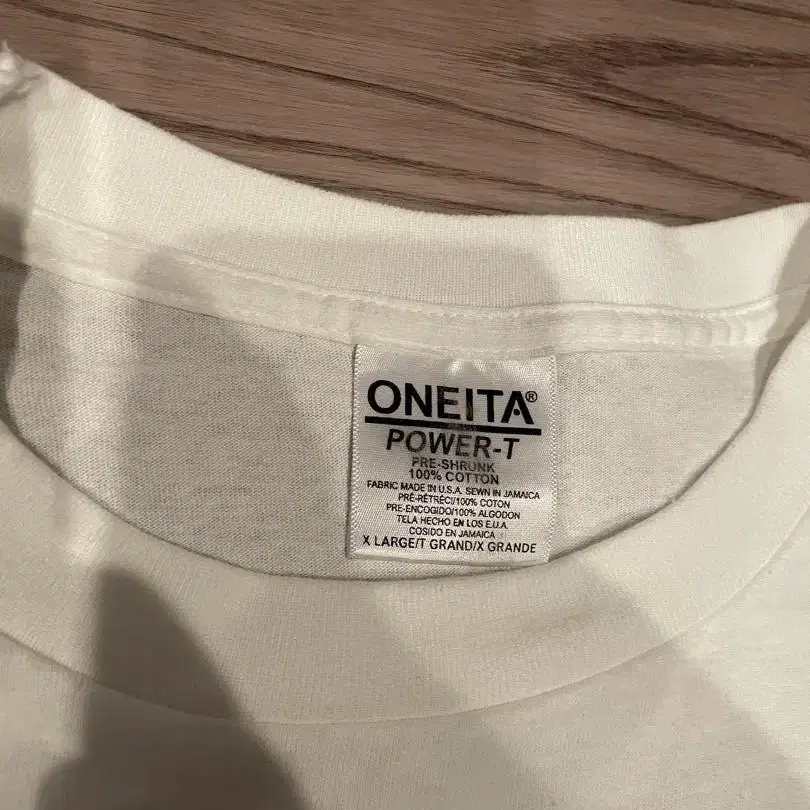 ONEITA®
POWER-T
PRE-SHRUNK
100% COTTON
FABRIC MADE IN U.S.A. SEWN IN JAMAICA
PRÉ-RÉTRÉCI/100% COTON
PRE-ENCOGIDO/100% ALGODON
TELA HECHO EN LOS E.U.A.
COSIDO EN JAMAICA
X LARGE/T GRAND/X GRANDE